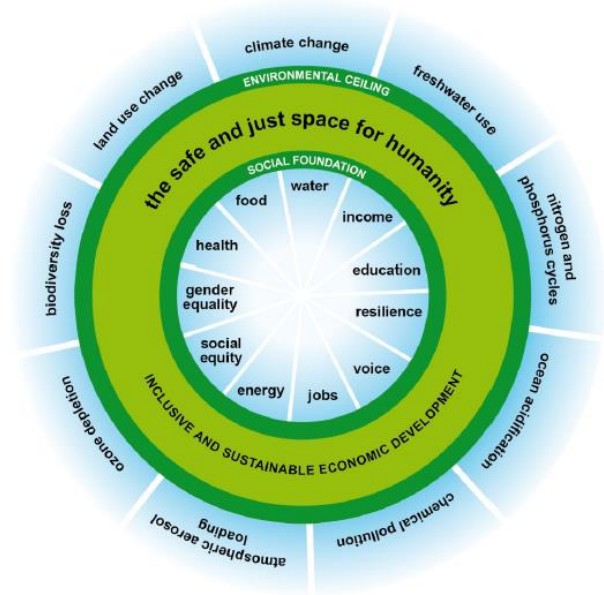 climate change
freshwater use
nitrogen and
phosphorus cycles
ocean acidification
chemical pollution
atmospheric aerosol
loading
ozone depletion
biodiversity loss
land use change
ENVIRONMENTAL CEILING
the safe and just space for humanity
SOCIAL FOUNDATION
water
income
education
resilience
voice
jobs
energy
social
equity
gender
equality
health
food
INCLUSIVE AND SUSTAINABLE ECONOMIC DEVELOPMENT